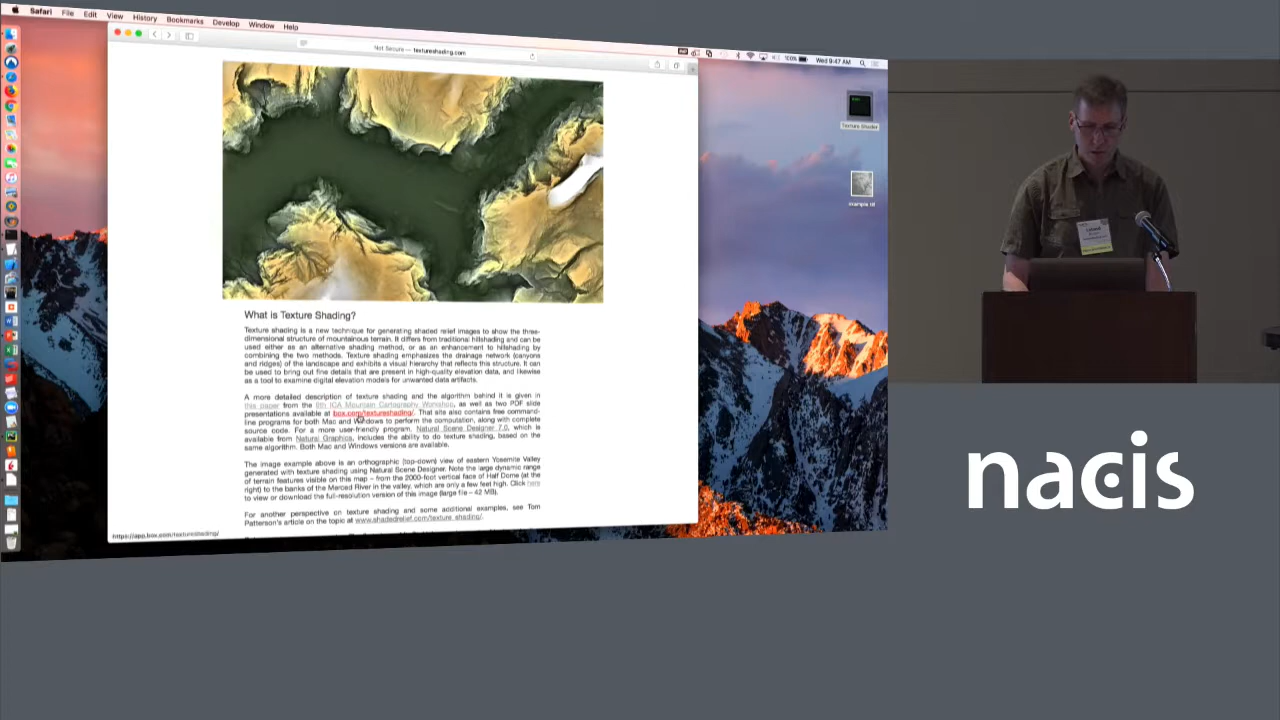 Safari File Edit View History Bookmarks Develop Window Help
100% Wed 9:47 AM
Not Secure — textureshading.com
Texture Shader
example.tif
What is Texture Shading?
Texture shading is a new technique for generating shaded relief images to show the three-
dimensional structure of mountainous terrain. It differs from traditional hillshading and can be
used either as an alternative shading method, or as an enhancement to hillshading by
combining the two methods. Texture shading emphasizes the drainage network (canyons
and ridges) of the landscape and exhibits a visual hierarchy that reflects this structure. It can
be used to bring out fine details that are present in high-quality elevation data, and likewise
as a tool to examine digital elevation models for unwanted data artifacts.
A more detailed description of texture shading and the algorithm behind it is given in
this paper from the ICA Mountain Cartography Workshop, as well as two PDF slide
presentations available at box.com/textureshading/. That site also contains free command-
line programs for both Mac and Windows to perform the computation, along with complete
source code. For a more user-friendly program, Natural Scene Designer 7.0, which is
available from Natural Graphics, includes the ability to do texture shading, based on the
same algorithm. Both Mac and Windows versions are available.
The image example above is an orthographic (top-down) view of eastern Yosemite Valley
generated with texture shading using Natural Scene Designer. Note the large dynamic range
of terrain features visible on this map – from the 2000-foot vertical face of Half Dome (at the
right) to the banks of the Merced River in the valley, which are only a few feet high. Click here
to view or download the full-resolution version of this image (large file – 42 MB).
For another perspective on texture shading and some additional examples, see Tom
Patterson's article on the topic at www.shadedrelief.com/texture_shading/.
https://app.box.com/textureshading/
nacis